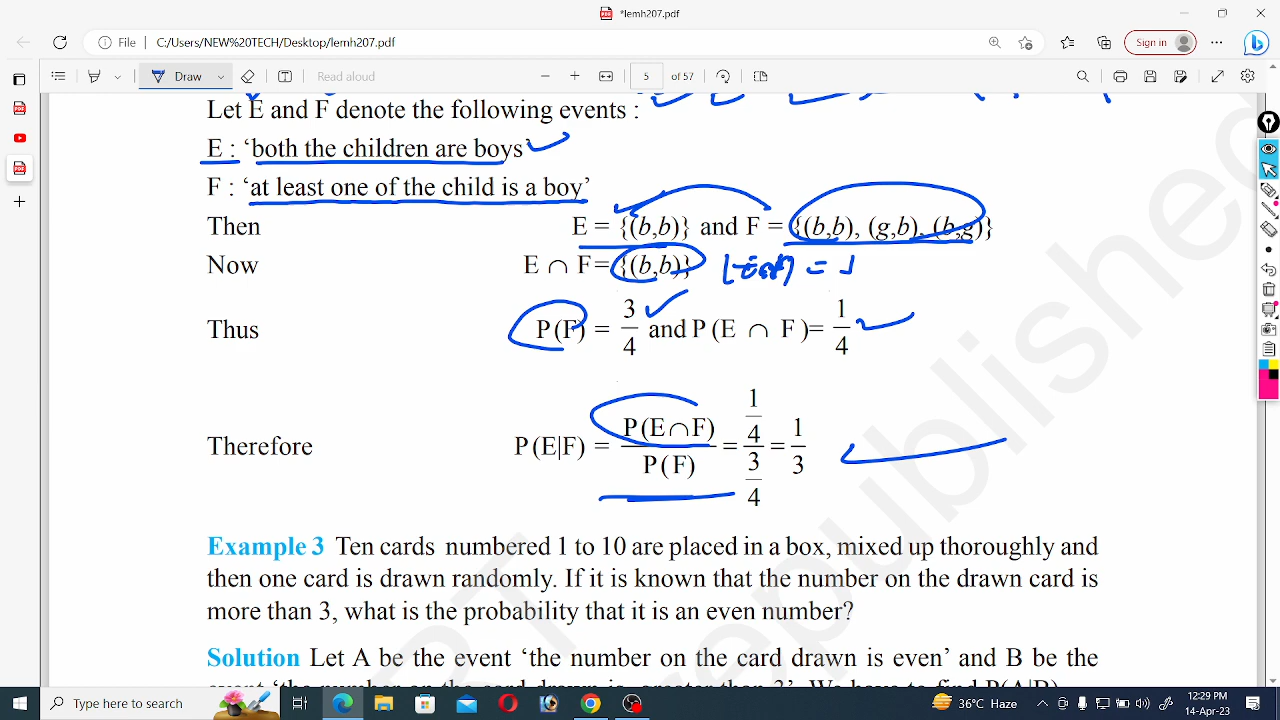 *lemh207.pdf
File C:/Users/NEW%20TECH/Desktop/lemh207.pdf Sign in
Draw Read aloud 5 of 57
Let E and F denote the following events :
E : ‘both the children are boys’
F : ‘at least one of the child is a boy’
Then E = {(b,b)} and F = {(b,b), (g,b), (b,g)}
Now E ∩ F= {(b,b)}
Thus P(F) = 3/4 and P (E ∩ F )= 1/4
Therefore P(E|F) = P(E∩F)/P(F) = (1/4)/(3/4) = 1/3
Example 3 Ten cards numbered 1 to 10 are placed in a box, mixed up thoroughly and
then one card is drawn randomly. If it is known that the number on the drawn card is
more than 3, what is the probability that it is an even number?
Solution Let A be the event ‘the number on the card drawn is even’ and B be the
republished
Type here to search
36°C Haze
ENG
12:29 PM
14-Apr-23